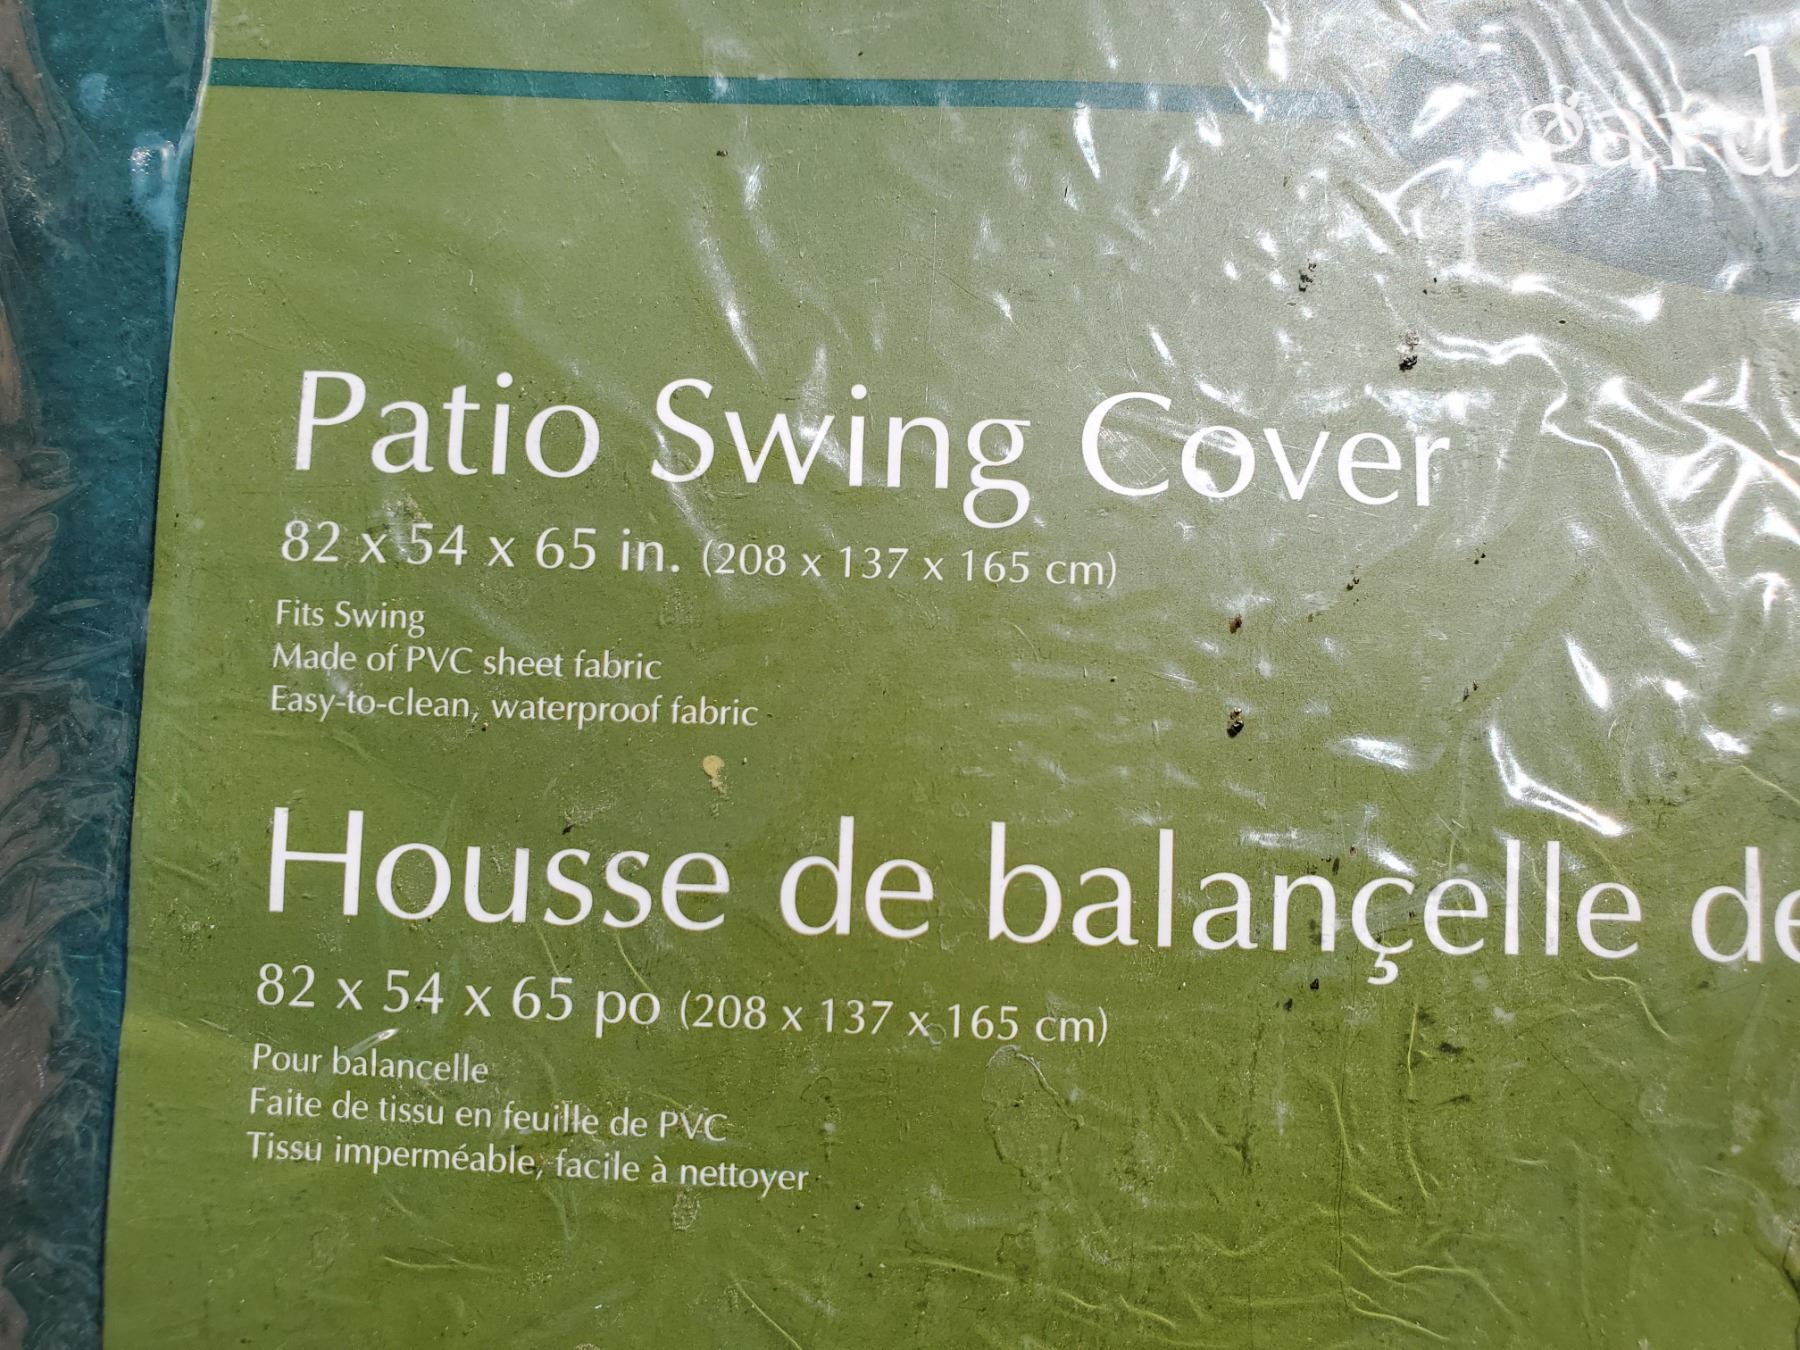 gard
Patio Swing Cover
82 x 54 x 65 in. (208 x 137 x 165 cm)
Fits Swing
Made of PVC sheet fabric
Easy-to-clean, waterproof fabric
Housse de balançelle de
82 x 54 x 65 po (208 x 137 x 165 cm)
Pour balancelle
Faite de tissu en feuille de PVC
Tissu imperméable, facile à nettoyer